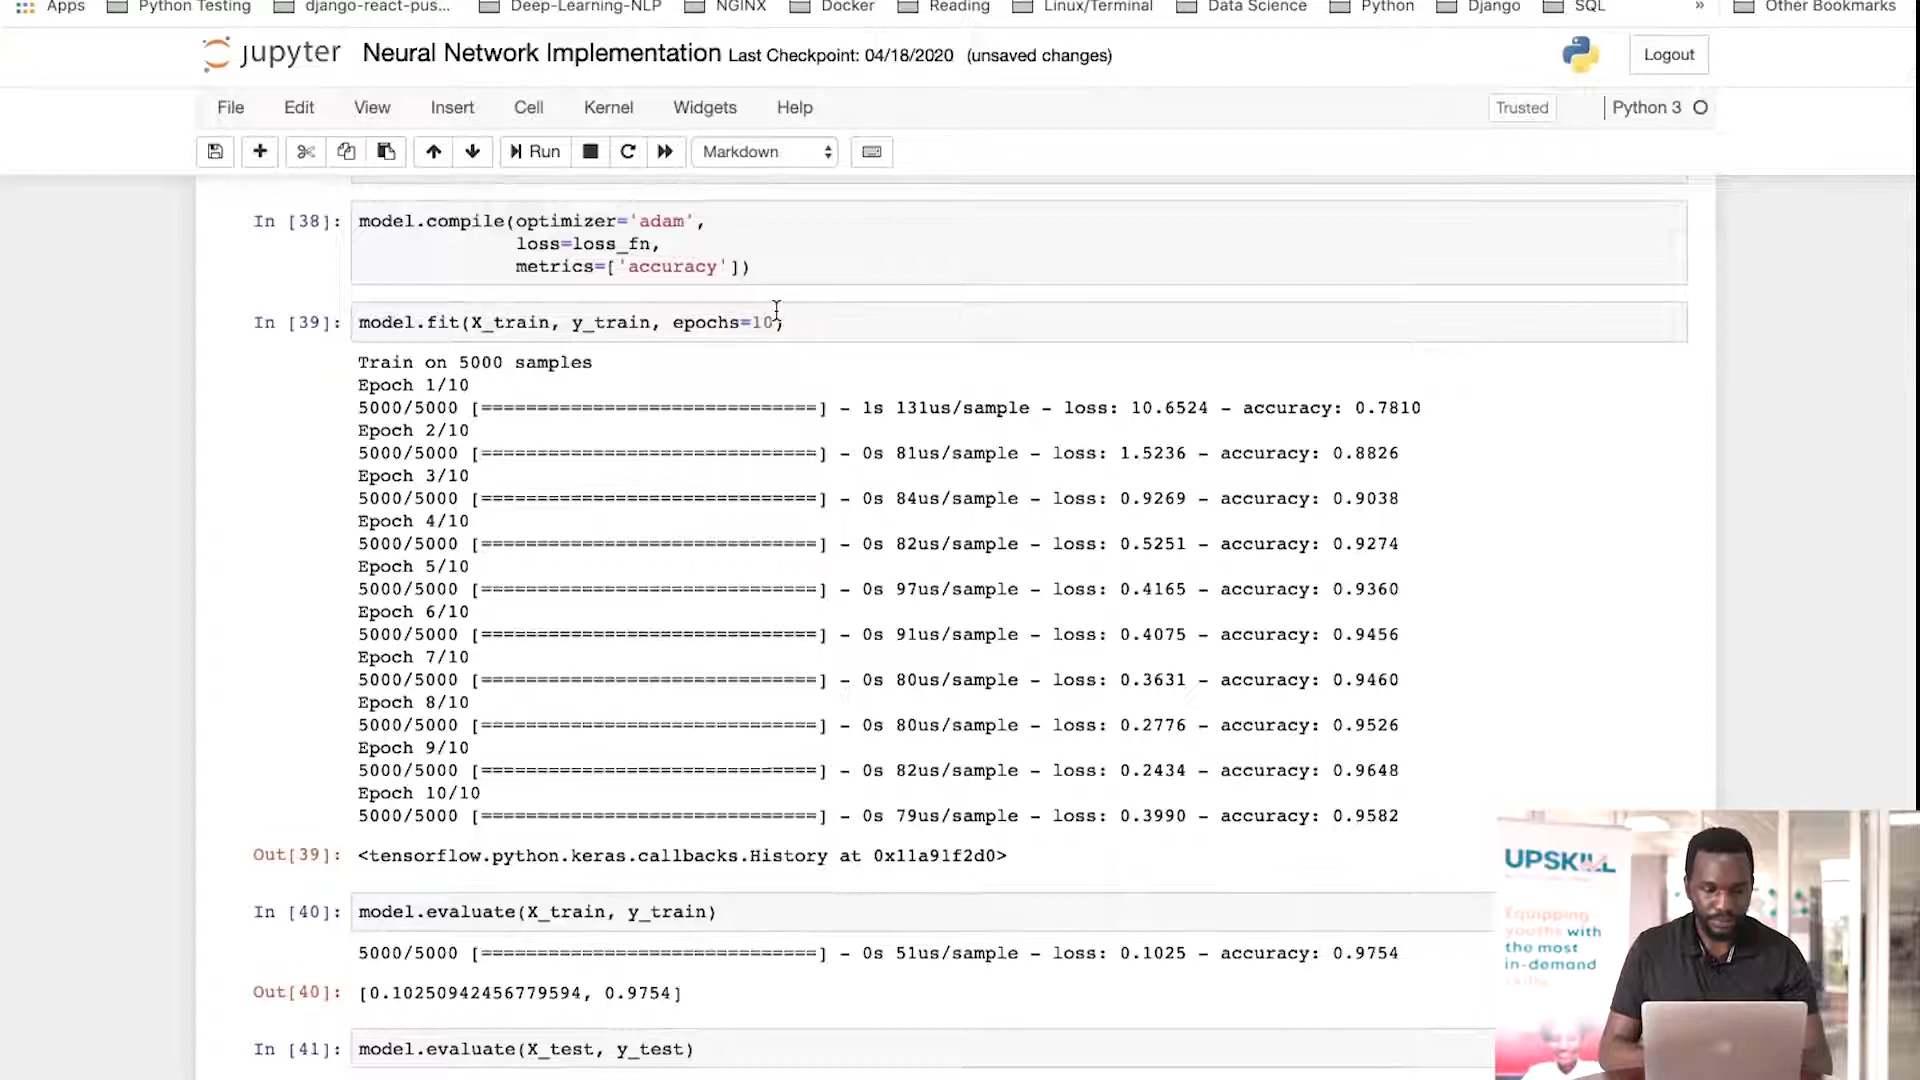 Apps Python Testing django-react-pus... Deep-Learning-NLP NGINX Docker Reading Linux/Terminal Data Science Python Django SQL » Other Bookmarks
jupyter Neural Network Implementation Last Checkpoint: 04/18/2020 (unsaved changes) Logout
File Edit View Insert Cell Kernel Widgets Help Trusted Python 3
Run Markdown
In [38]: model.compile(optimizer='adam',
loss=loss_fn,
metrics=['accuracy'])
In [39]: model.fit(X_train, y_train, epochs=10)
Train on 5000 samples
Epoch 1/10
5000/5000 [==============================] - 1s 131us/sample - loss: 10.6524 - accuracy: 0.7810
Epoch 2/10
5000/5000 [==============================] - 0s 81us/sample - loss: 1.5236 - accuracy: 0.8826
Epoch 3/10
5000/5000 [==============================] - 0s 84us/sample - loss: 0.9269 - accuracy: 0.9038
Epoch 4/10
5000/5000 [==============================] - 0s 82us/sample - loss: 0.5251 - accuracy: 0.9274
Epoch 5/10
5000/5000 [==============================] - 0s 97us/sample - loss: 0.4165 - accuracy: 0.9360
Epoch 6/10
5000/5000 [==============================] - 0s 91us/sample - loss: 0.4075 - accuracy: 0.9456
Epoch 7/10
5000/5000 [==============================] - 0s 80us/sample - loss: 0.3631 - accuracy: 0.9460
Epoch 8/10
5000/5000 [==============================] - 0s 80us/sample - loss: 0.2776 - accuracy: 0.9526
Epoch 9/10
5000/5000 [==============================] - 0s 82us/sample - loss: 0.2434 - accuracy: 0.9648
Epoch 10/10
5000/5000 [==============================] - 0s 79us/sample - loss: 0.3990 - accuracy: 0.9582
Out[39]: <tensorflow.python.keras.callbacks.History at 0x11a91f2d0>
In [40]: model.evaluate(X_train, y_train)
5000/5000 [==============================] - 0s 51us/sample - loss: 0.1025 - accuracy: 0.9754
Out[40]: [0.10250942456779594, 0.9754]
In [41]: model.evaluate(X_test, y_test)
UPSKILL
Equipping
youths with
the most
in-demand
skills